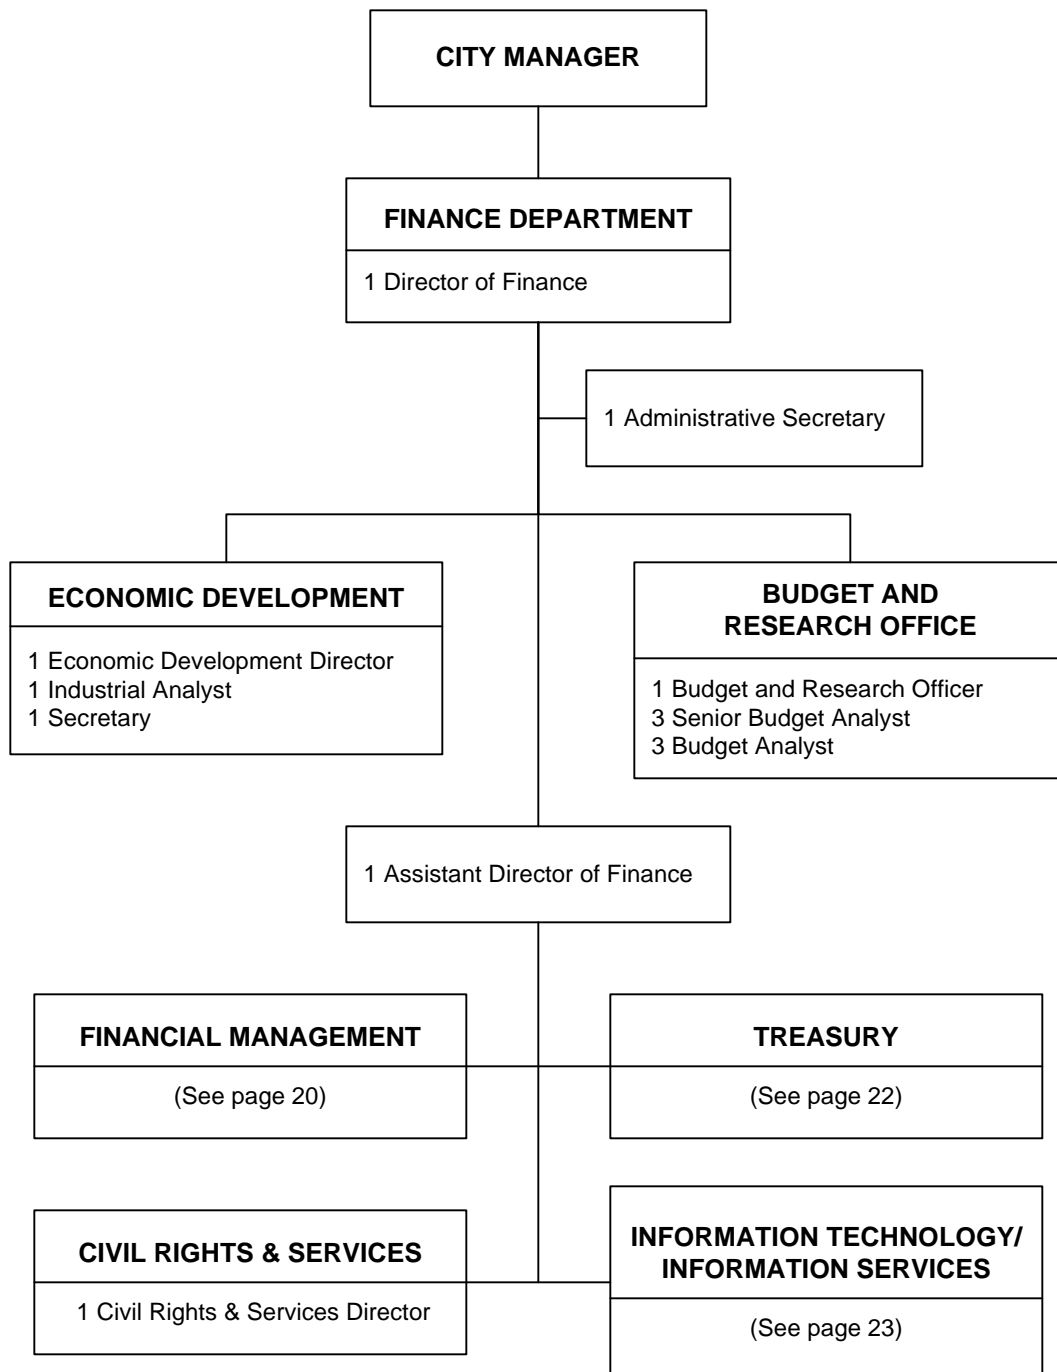 CITY MANAGER
FINANCE DEPARTMENT
1 Director of Finance
1 Administrative Secretary
ECONOMIC DEVELOPMENT
1 Economic Development Director
1 Industrial Analyst
1 Secretary
BUDGET AND
RESEARCH OFFICE
1 Budget and Research Officer
3 Senior Budget Analyst
3 Budget Analyst
1 Assistant Director of Finance
FINANCIAL MANAGEMENT
(See page 20)
TREASURY
(See page 22)
CIVIL RIGHTS & SERVICES
1 Civil Rights & Services Director
INFORMATION TECHNOLOGY/
INFORMATION SERVICES
(See page 23)